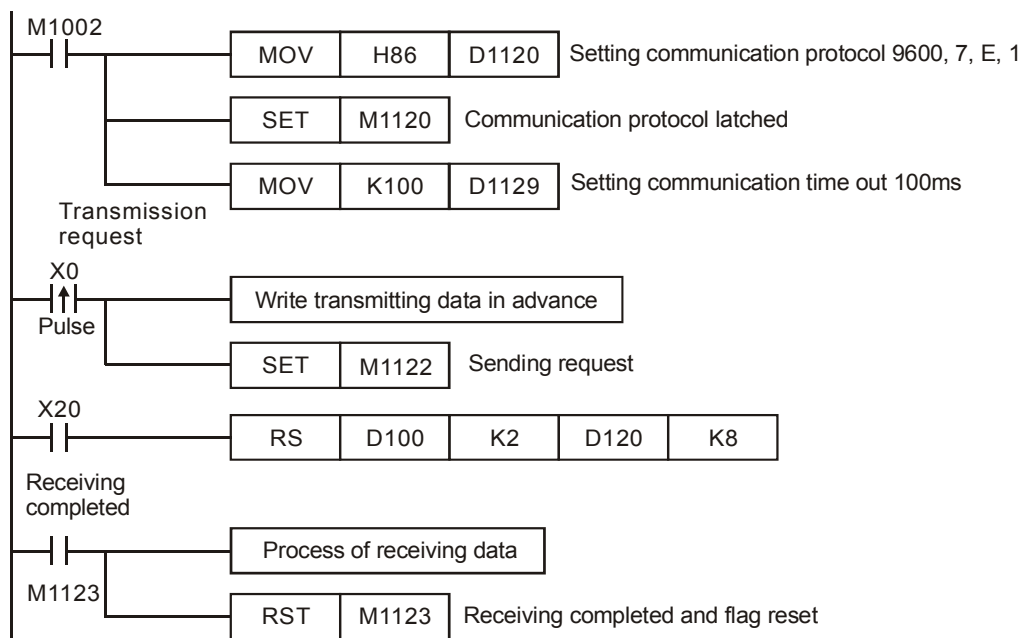 M1002
MOV H86 D1120 Setting communication protocol 9600, 7, E, 1
SET M1120 Communication protocol latched
MOV K100 D1129 Setting communication time out 100ms
Transmission
request
X0
Write transmitting data in advance
Pulse
SET M1122 Sending request
X20
RS D100 K2 D120 K8
Receiving
completed
Process of receiving data
M1123
RST M1123 Receiving completed and flag reset